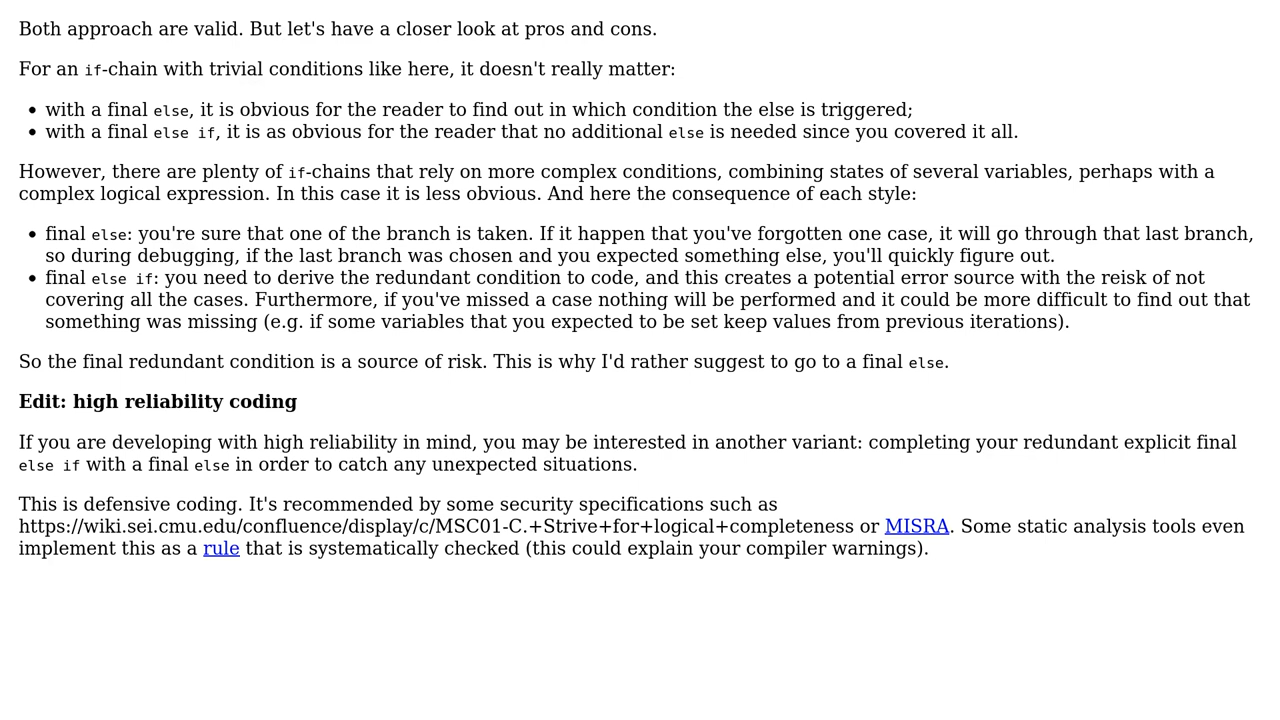 Both approach are valid. But let's have a closer look at pros and cons.
For an if-chain with trivial conditions like here, it doesn't really matter:
• with a final else, it is obvious for the reader to find out in which condition the else is triggered;
• with a final else if, it is as obvious for the reader that no additional else is needed since you covered it all.
However, there are plenty of if-chains that rely on more complex conditions, combining states of several variables, perhaps with a
complex logical expression. In this case it is less obvious. And here the consequence of each style:
• final else: you're sure that one of the branch is taken. If it happen that you've forgotten one case, it will go through that last branch,
so during debugging, if the last branch was chosen and you expected something else, you'll quickly figure out.
• final else if: you need to derive the redundant condition to code, and this creates a potential error source with the reisk of not
covering all the cases. Furthermore, if you've missed a case nothing will be performed and it could be more difficult to find out that
something was missing (e.g. if some variables that you expected to be set keep values from previous iterations).
So the final redundant condition is a source of risk. This is why I'd rather suggest to go to a final else.
Edit: high reliability coding
If you are developing with high reliability in mind, you may be interested in another variant: completing your redundant explicit final
else if with a final else in order to catch any unexpected situations.
This is defensive coding. It's recommended by some security specifications such as
https://wiki.sei.cmu.edu/confluence/display/c/MSC01-C.+Strive+for+logical+completeness or MISRA. Some static analysis tools even
implement this as a rule that is systematically checked (this could explain your compiler warnings).